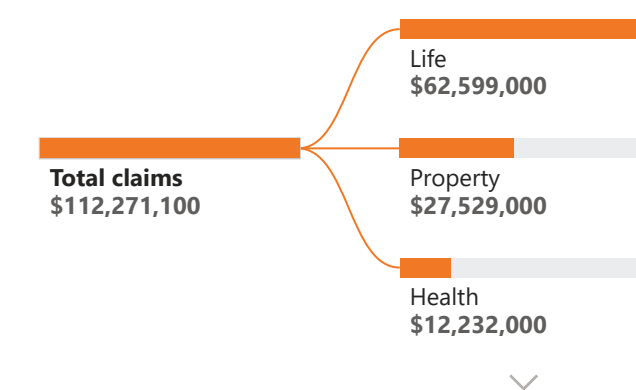 Life
$62,599,000
Total claims
$112,271,100
Property
$27,529,000
Health
$12,232,000